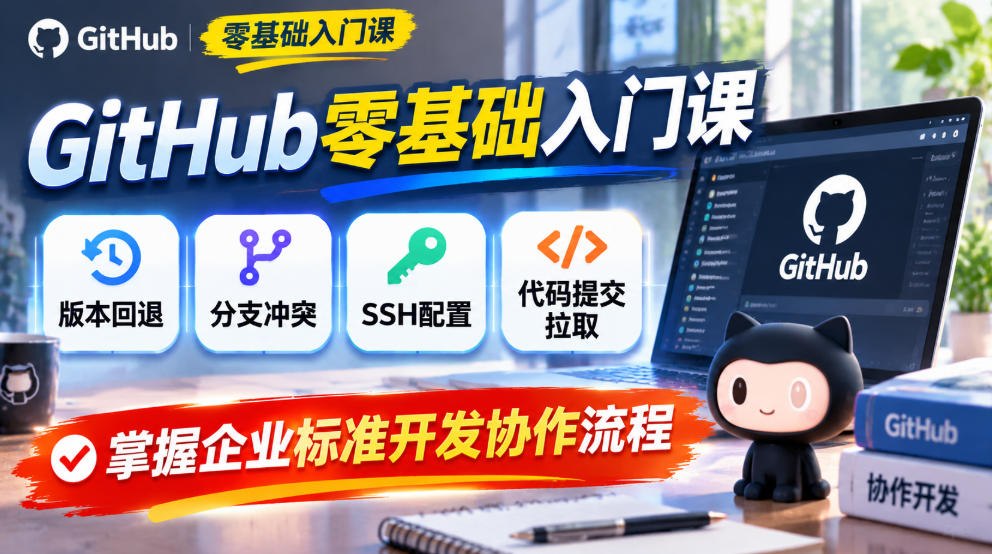 GitHub
零基础入门课
GitHub零基础入门课
版本回退
分支冲突
SSH配置
代码提交
拉取
GitHub
掌握企业标准开发协作流程
GitHub
协作开发